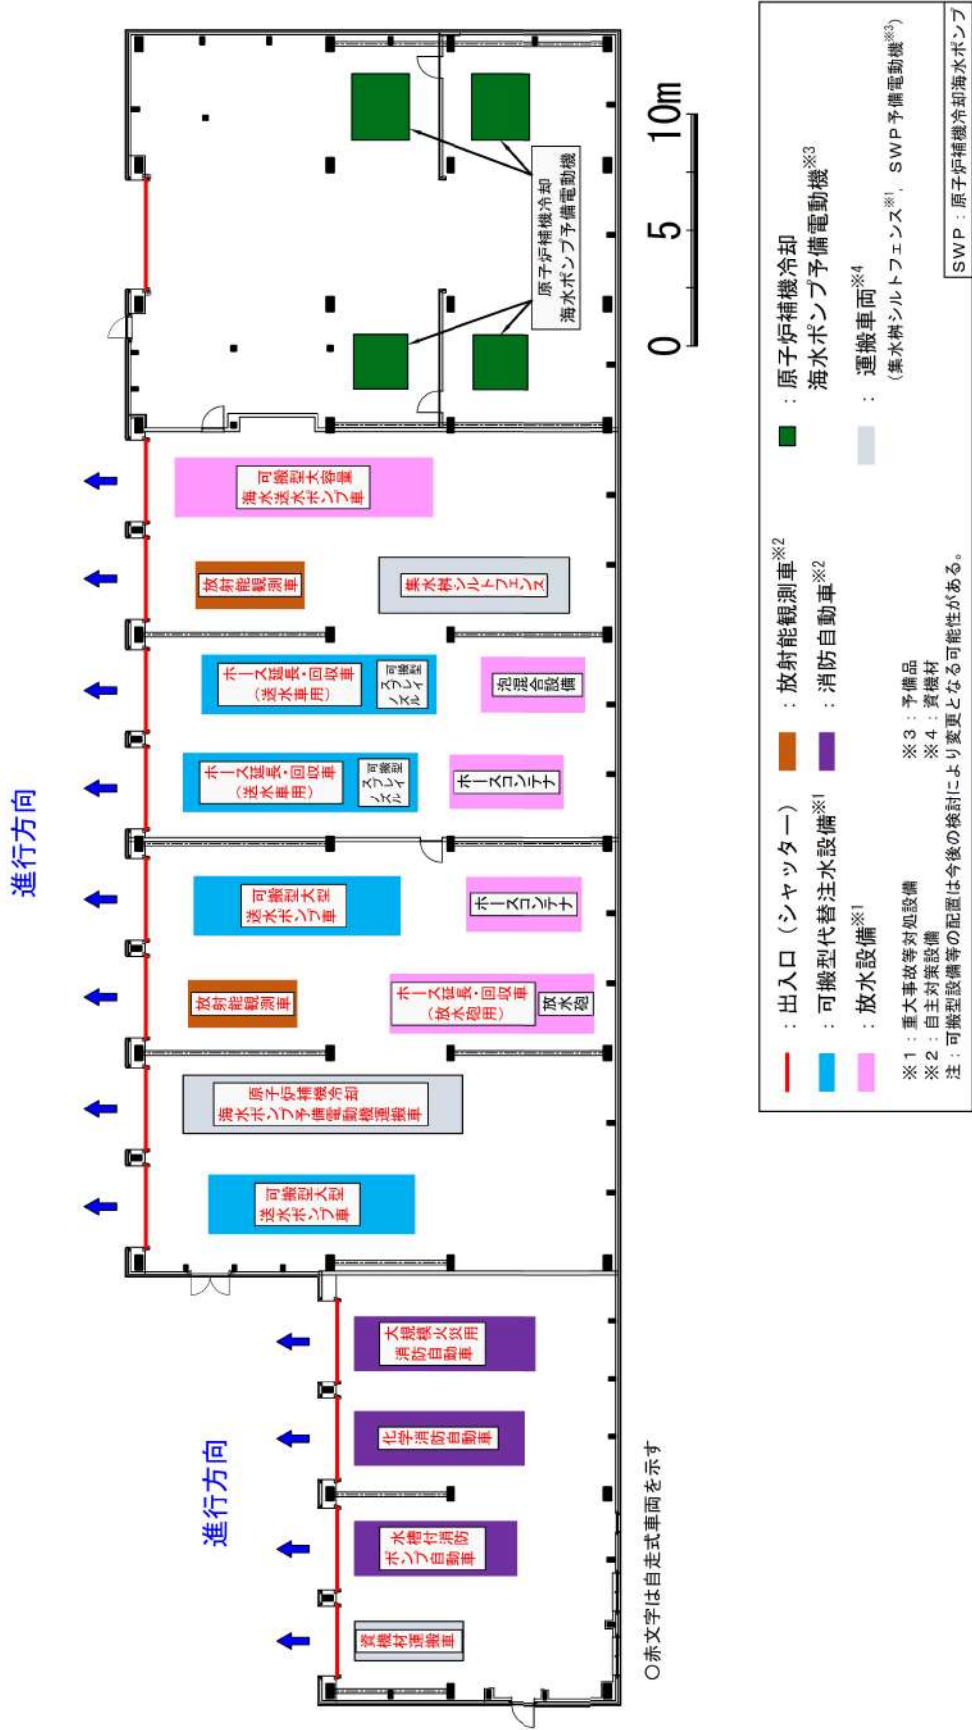 進行方向
進行方向
資機材運搬車
水槽付消防
ポンプ自動車
化学消防自動車
大規模火災用
消防自動車
可搬型大型
送水ポンプ車
原子炉補機冷却
海水ポンプ予備電動機運搬車
放射能観測車
ホース延長・回収車
(放水砲用)
放水砲
可搬型大型
送水ポンプ車
ホースコンテナ
ホース延長・回収車
(送水車用)
可搬型
スプレイ
ノズル
ホースコンテナ
ホース延長・回収車
(送水車用)
可搬型
スプレイ
ノズル
泡混合設備
放射能観測車
集水桝シルトフェンス
可搬型大容量
海水送水ポンプ車
原子炉補機冷却
海水ポンプ予備電動機
0 5 10m
○赤文字は自走式車両を示す
:出入口(シャッター)
:可搬型代替注水設備※1
:放水設備※1
:放射能観測車※2
:消防自動車※2
:原子炉補機冷却
海水ポンプ予備電動機※3
:運搬車両※4
(集水桝シルトフェンス※1,SWP予備電動機※3)
※1:重大事故等対処設備
※2:自主対策設備
※3:予備品
※4:資機材
注:可搬型設備等の配置は今後の検討により変更となる可能性がある。
SWP:原子炉補機冷却海水ポンプ